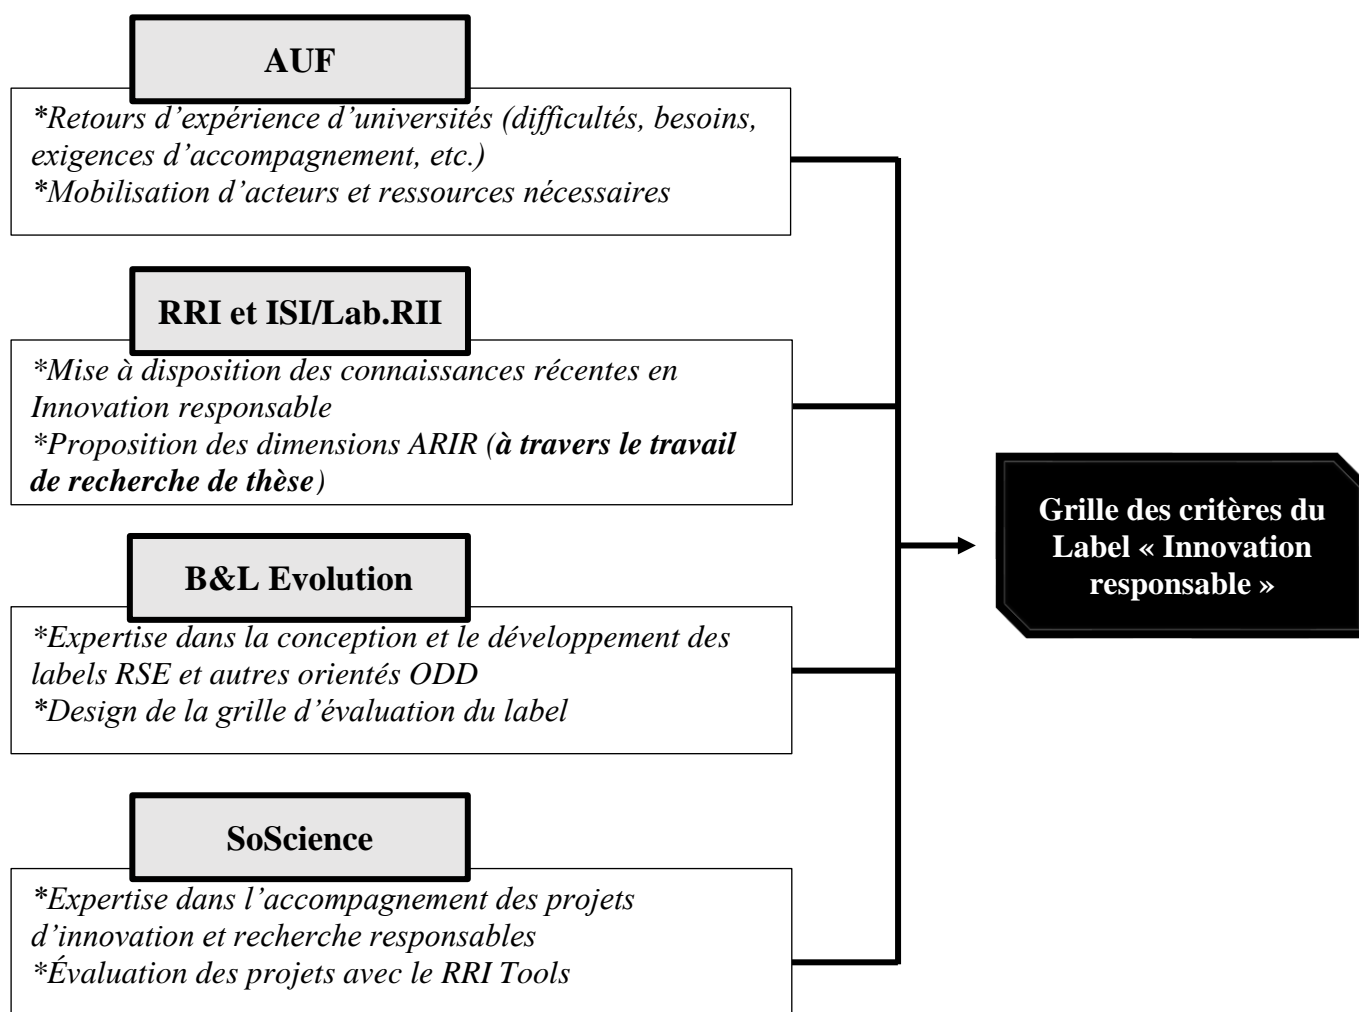 AUF
*Retours d’expérience d’universités (difficultés, besoins,
exigences d’accompagnement, etc.)
*Mobilisation d’acteurs et ressources nécessaires
RRI et ISI/Lab.RII
*Mise à disposition des connaissances récentes en
Innovation responsable
*Proposition des dimensions ARIR (à travers le travail
de recherche de thèse)
B&L Evolution
*Expertise dans la conception et le développement des
labels RSE et autres orientés ODD
*Design de la grille d’évaluation du label
SoScience
*Expertise dans l’accompagnement des projets
d’innovation et recherche responsables
*Évaluation des projets avec le RRI Tools
Grille des critères du
Label « Innovation
responsable »